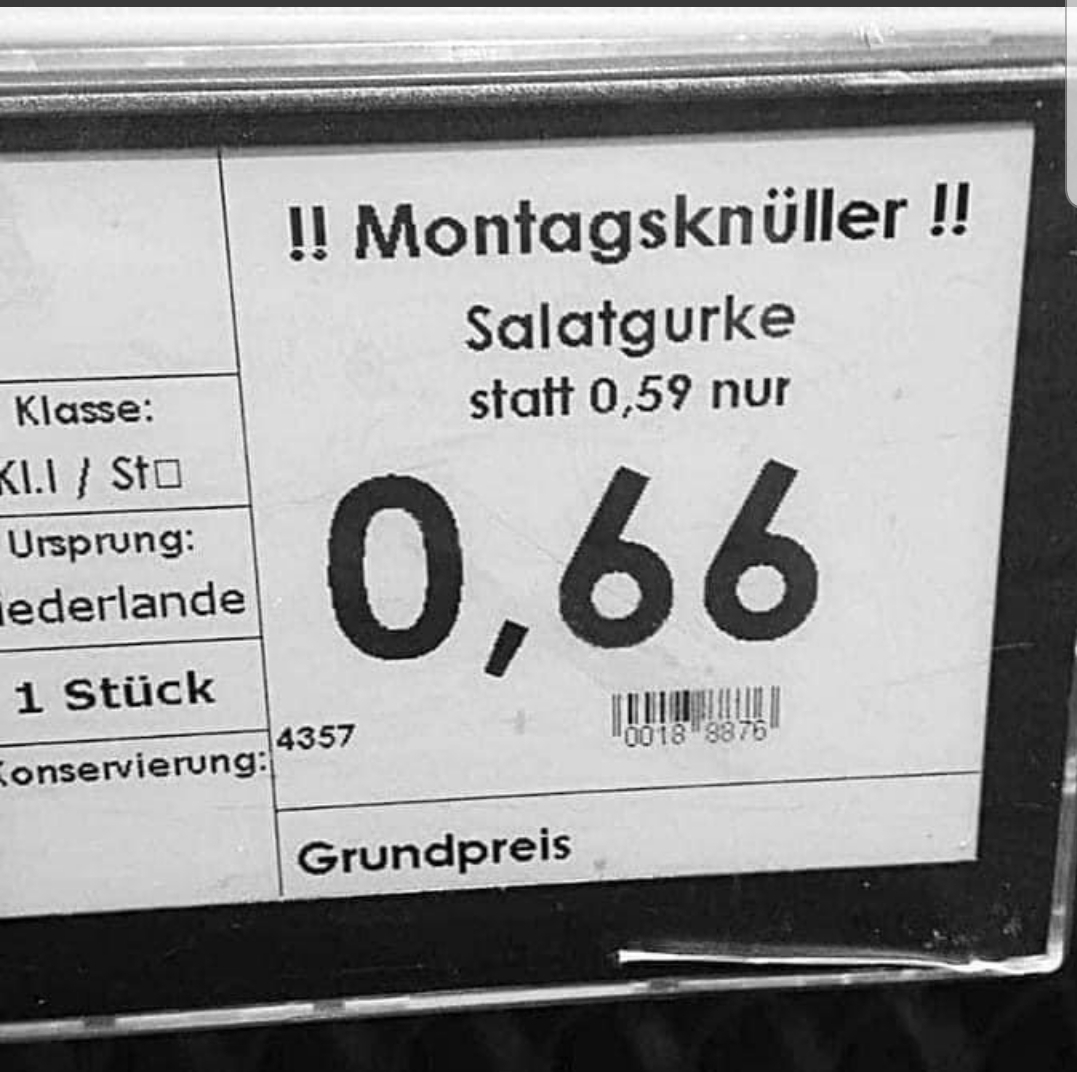 !! Montagsknüller !!
Salatgurke
statt 0,59 nur
0,66
4357
0018 8876
Grundpreis
Klasse:
Kl.I / St□
Ursprung:
iederlande
1 Stück
Konservierung: